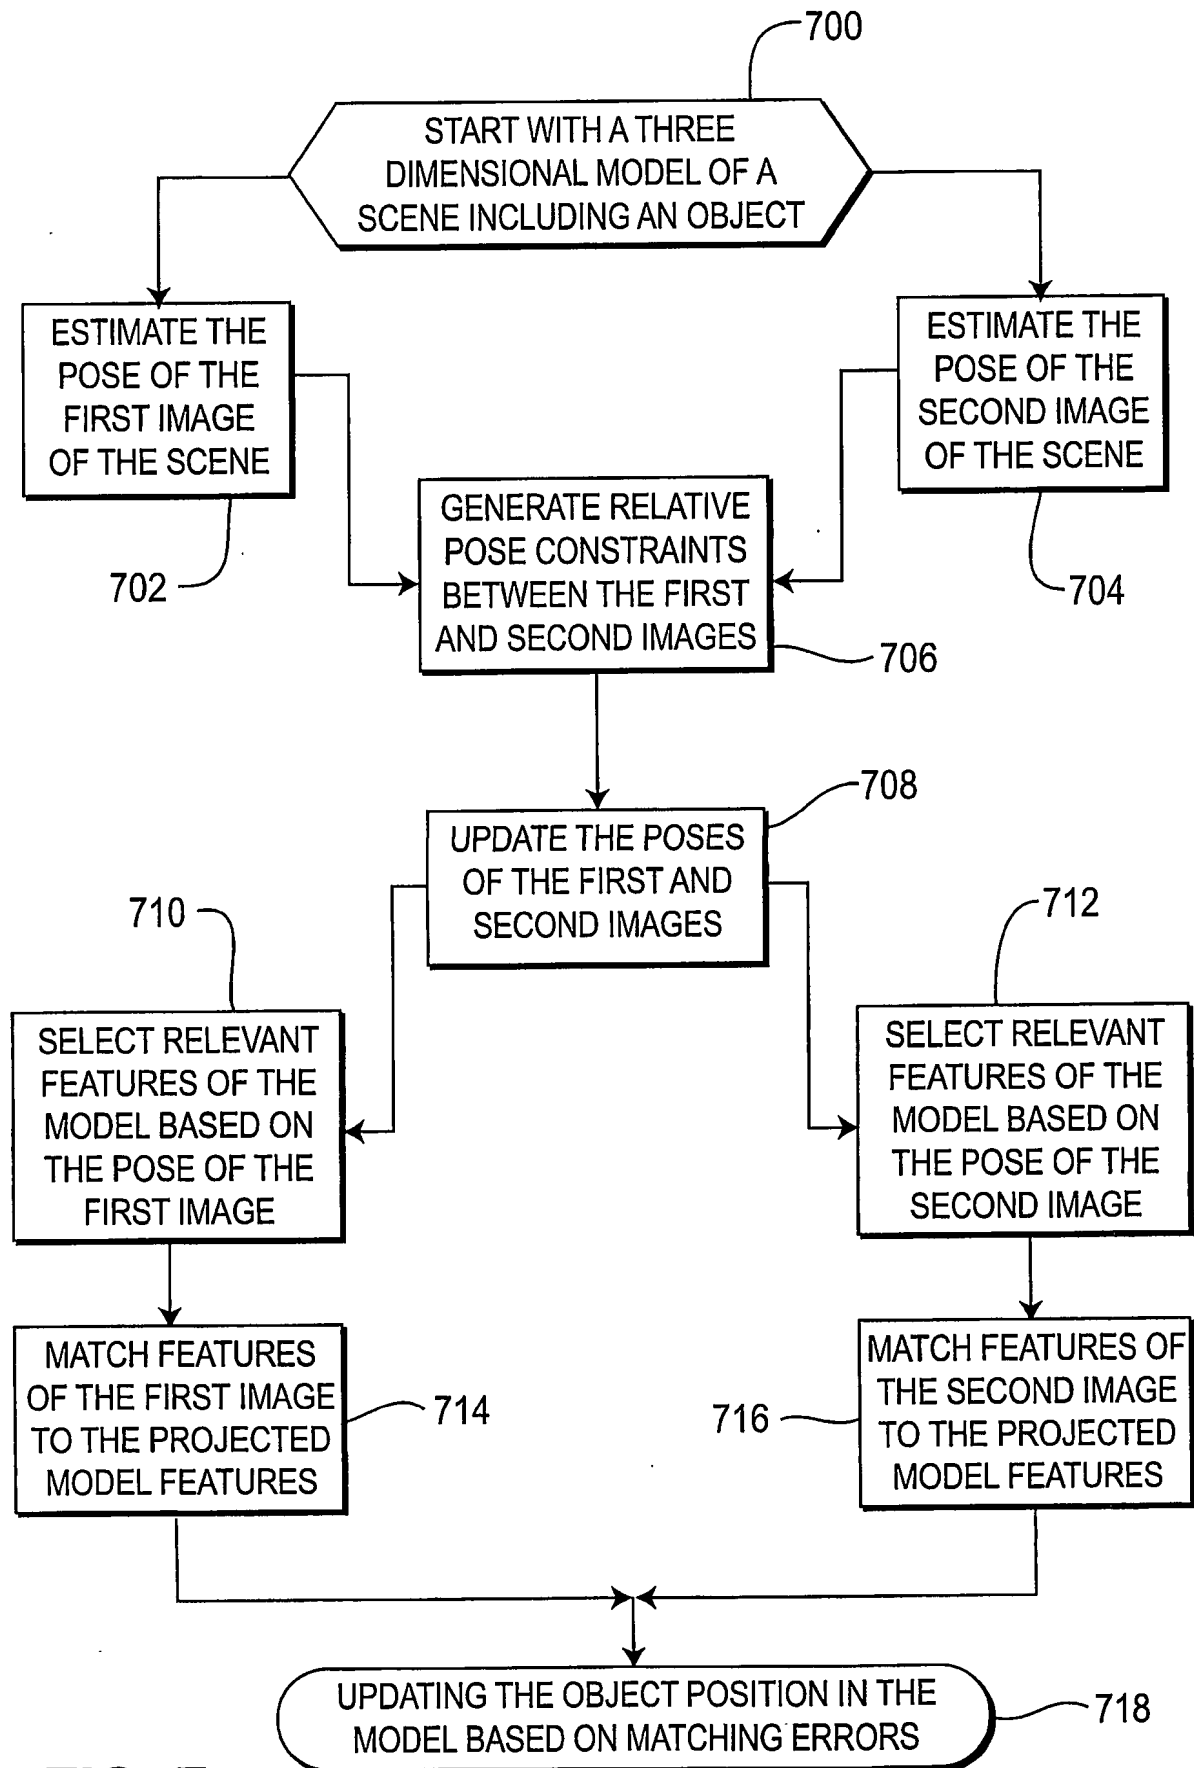 700
START WITH A THREE
DIMENSIONAL MODEL OF A
SCENE INCLUDING AN OBJECT
ESTIMATE THE
POSE OF THE
FIRST IMAGE
OF THE SCENE
702
ESTIMATE THE
POSE OF THE
SECOND IMAGE
OF THE SCENE
704
GENERATE RELATIVE
POSE CONSTRAINTS
BETWEEN THE FIRST
AND SECOND IMAGES
706
708
UPDATE THE POSES
OF THE FIRST AND
SECOND IMAGES
710
SELECT RELEVANT
FEATURES OF THE
MODEL BASED ON
THE POSE OF THE
FIRST IMAGE
712
SELECT RELEVANT
FEATURES OF THE
MODEL BASED ON
THE POSE OF THE
SECOND IMAGE
MATCH FEATURES
OF THE FIRST IMAGE
TO THE PROJECTED
MODEL FEATURES
714
MATCH FEATURES OF
THE SECOND IMAGE
TO THE PROJECTED
MODEL FEATURES
716
UPDATING THE OBJECT POSITION IN THE
MODEL BASED ON MATCHING ERRORS
718